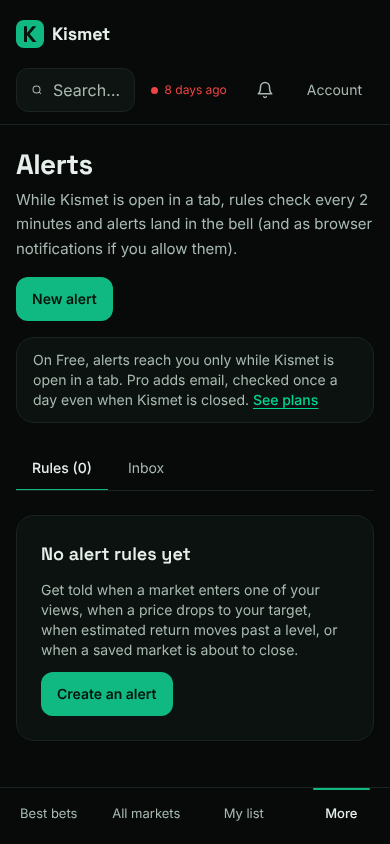 K Kismet
Search...
8 days ago
Account
Alerts
While Kismet is open in a tab, rules check every 2
minutes and alerts land in the bell (and as browser
notifications if you allow them).
New alert
On Free, alerts reach you only while Kismet is
open in a tab. Pro adds email, checked once a
day even when Kismet is closed. See plans
Rules (0)
Inbox
No alert rules yet
Get told when a market enters one of your
views, when a price drops to your target,
when estimated return moves past a level, or
when a saved market is about to close.
Create an alert
Best bets
All markets
My list
More